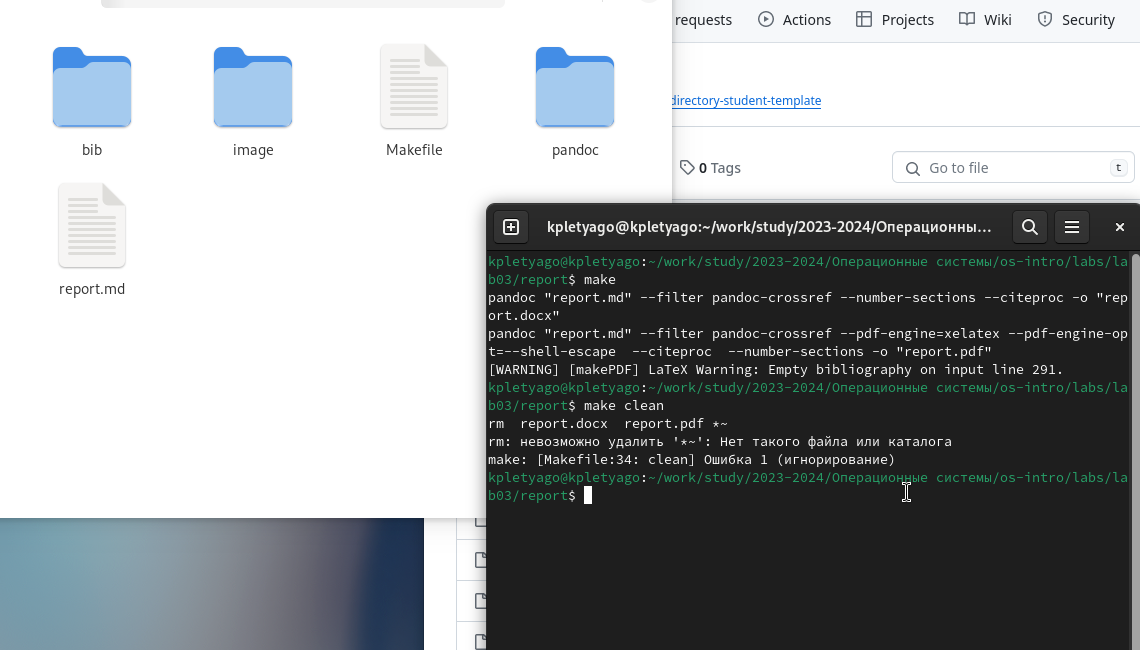 requests
Actions
Projects
Wiki
Security
directory-student-template
0 Tags
Go to file
t
bib
image
Makefile
pandoc
report.md
kpletyago@kpletyago:~/work/study/2023-2024/Операционны...
kpletyago@kpletyago:~/work/study/2023-2024/Операционные системы/os-intro/labs/la
b03/report$ make
pandoc "report.md" --filter pandoc-crossref --number-sections --citeproc -o "rep
ort.docx"
pandoc "report.md" --filter pandoc-crossref --pdf-engine=xelatex --pdf-engine-op
t=--shell-escape  --citeproc  --number-sections -o "report.pdf"
[WARNING] [makePDF] LaTeX Warning: Empty bibliography on input line 291.
kpletyago@kpletyago:~/work/study/2023-2024/Операционные системы/os-intro/labs/la
b03/report$ make clean
rm  report.docx  report.pdf *~
rm: невозможно удалить '*~': Нет такого файла или каталога
make: [Makefile:34: clean] Ошибка 1 (игнорирование)
kpletyago@kpletyago:~/work/study/2023-2024/Операционные системы/os-intro/labs/la
b03/report$